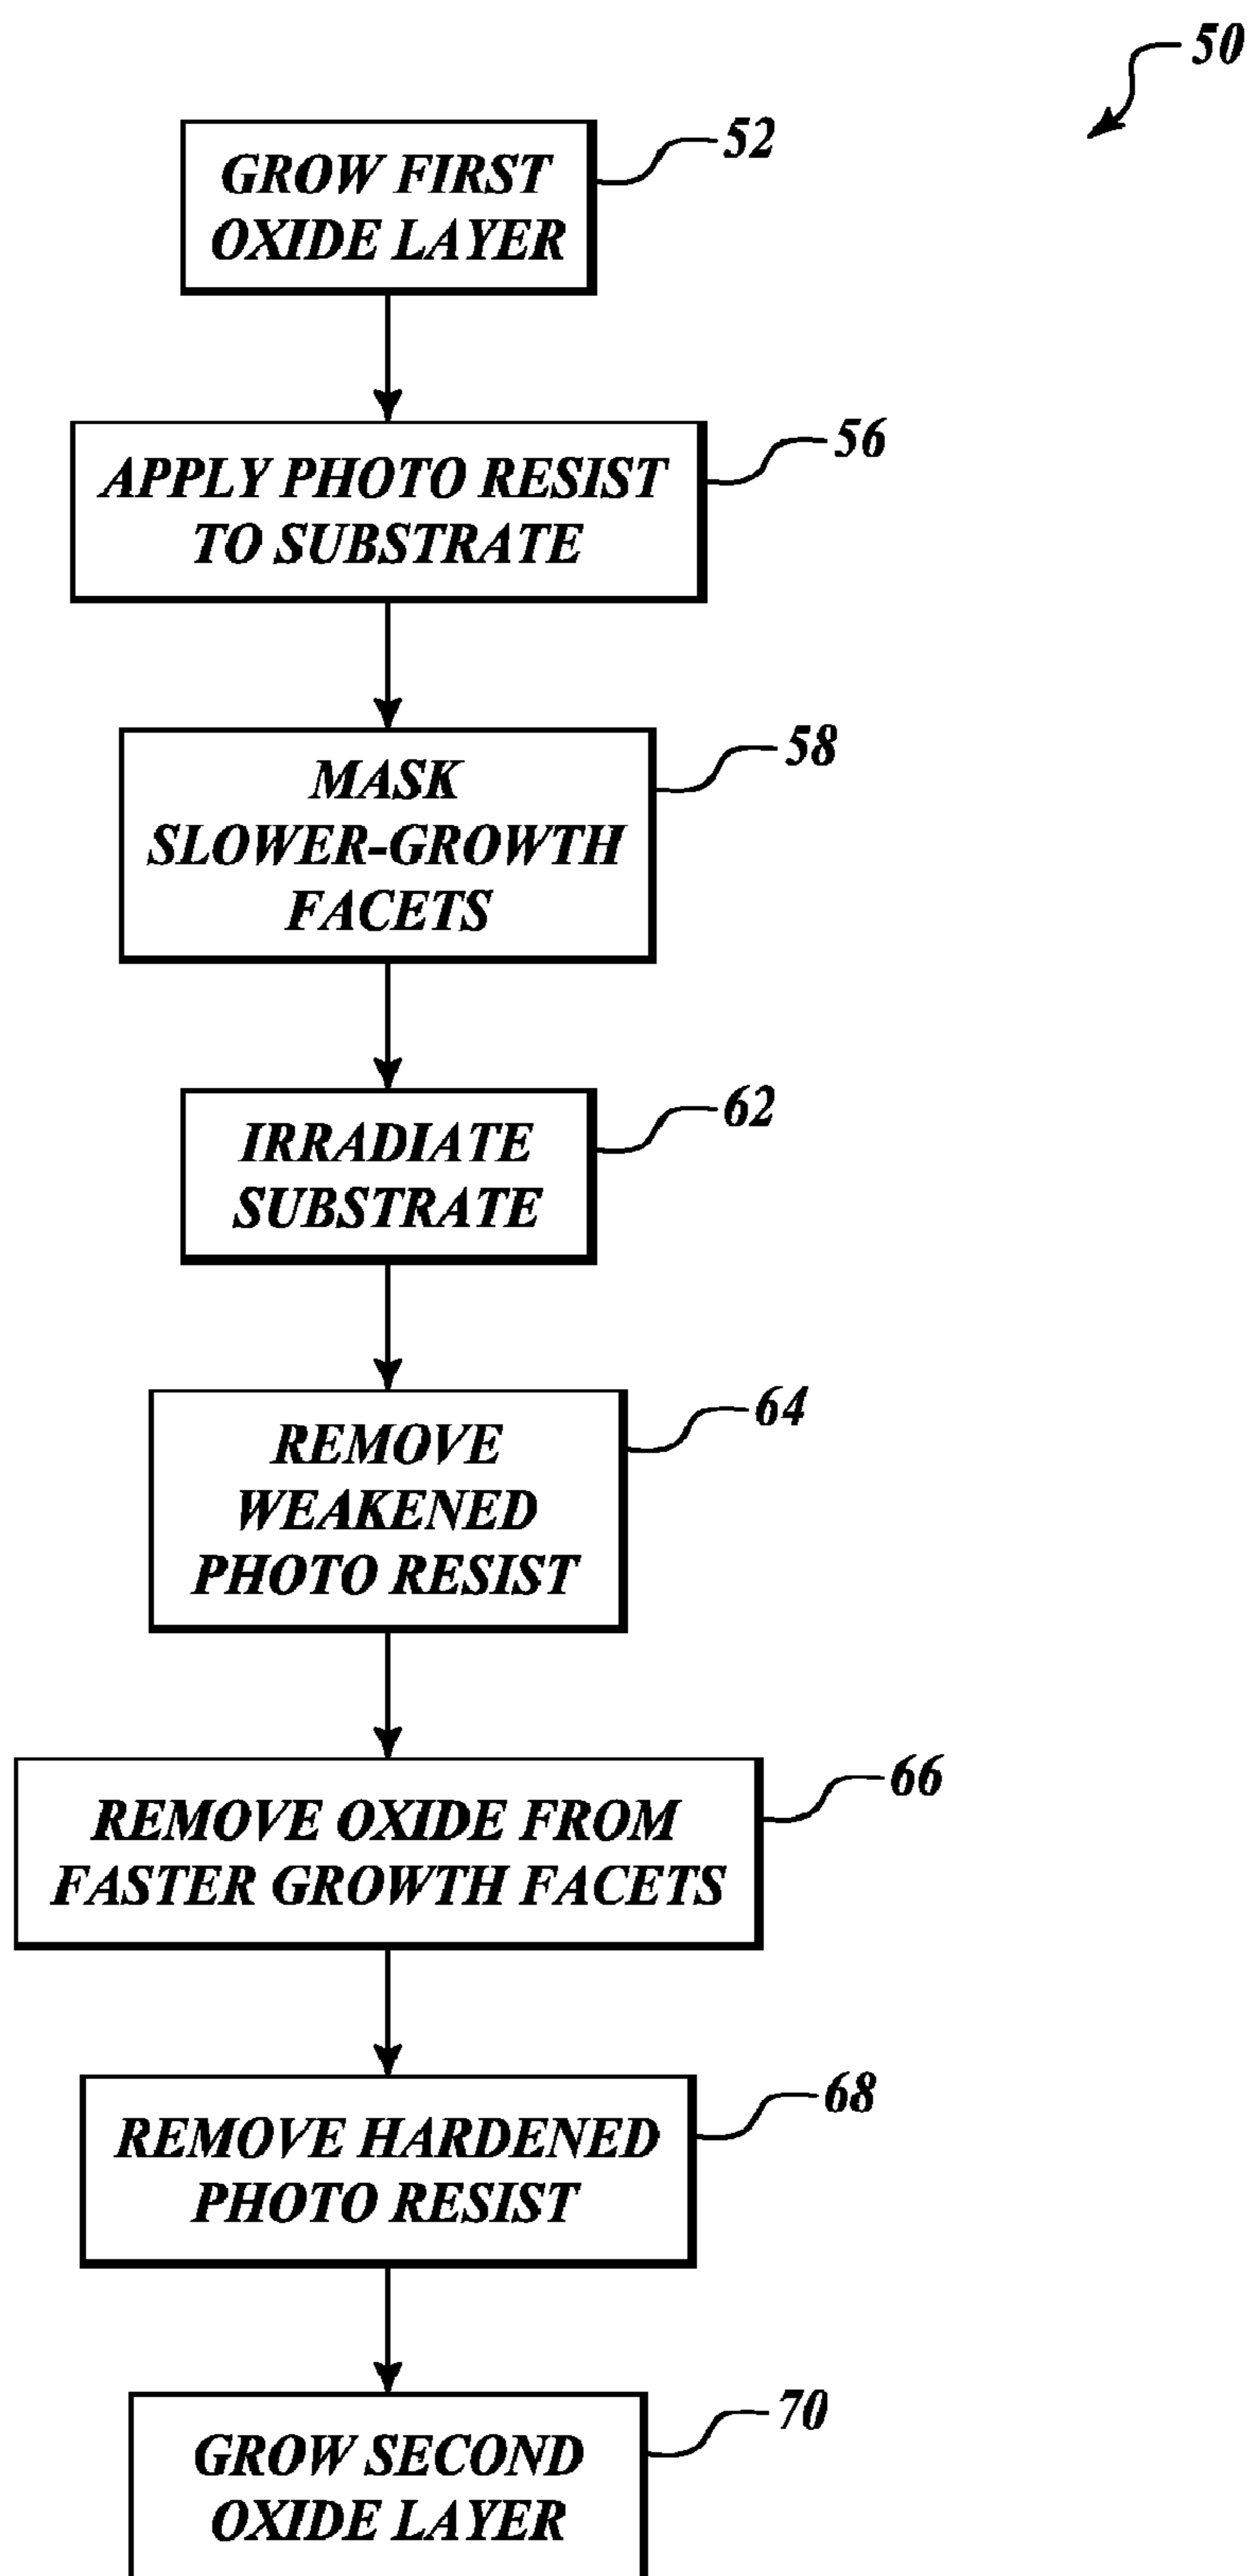 50
GROW FIRST
OXIDE LAYER
52
APPLY PHOTO RESIST
TO SUBSTRATE
56
MASK
SLOWER-GROWTH
FACETS
58
IRRADIATE
SUBSTRATE
62
REMOVE
WEAKENED
PHOTO RESIST
64
REMOVE OXIDE FROM
FASTER GROWTH FACETS
66
REMOVE HARDENED
PHOTO RESIST
68
GROW SECOND
OXIDE LAYER
70